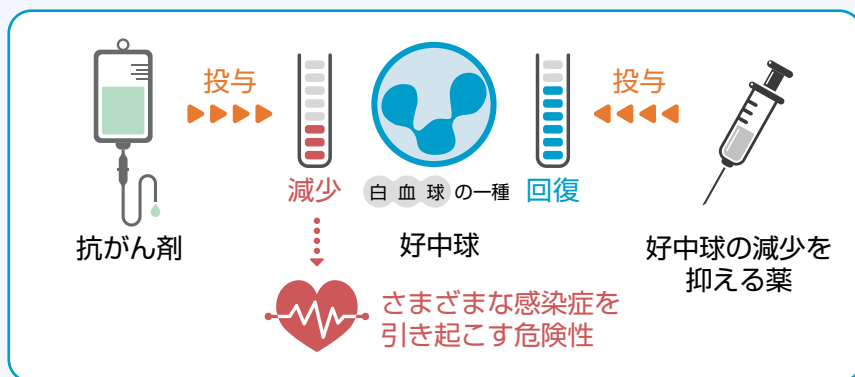 投与
投与
減少
白血球の一種
回復
抗がん剤
好中球
好中球の減少を
抑える薬
さまざまな感染症を
引き起こす危険性